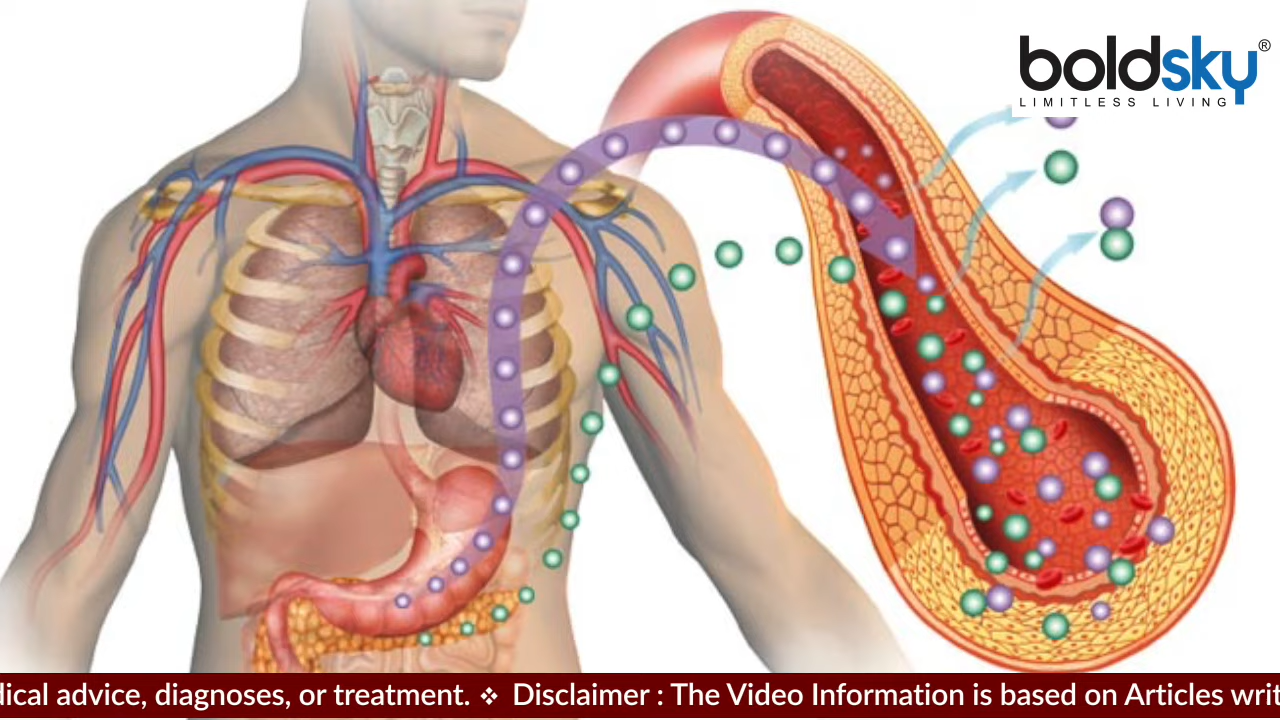 boldsky®
LIMITLESS LIVING
dical advice, diagnoses, or treatment. ❖ Disclaimer : The Video Information is based on Articles writ